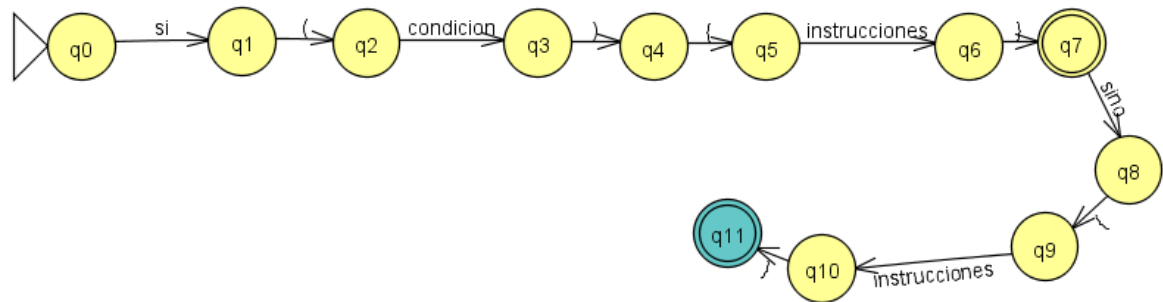 q0 si q1 ( q2 condicion q3 ) q4 { q5 instrucciones q6 } q7
sino
q8
{
q9
instrucciones
q10
}
q11